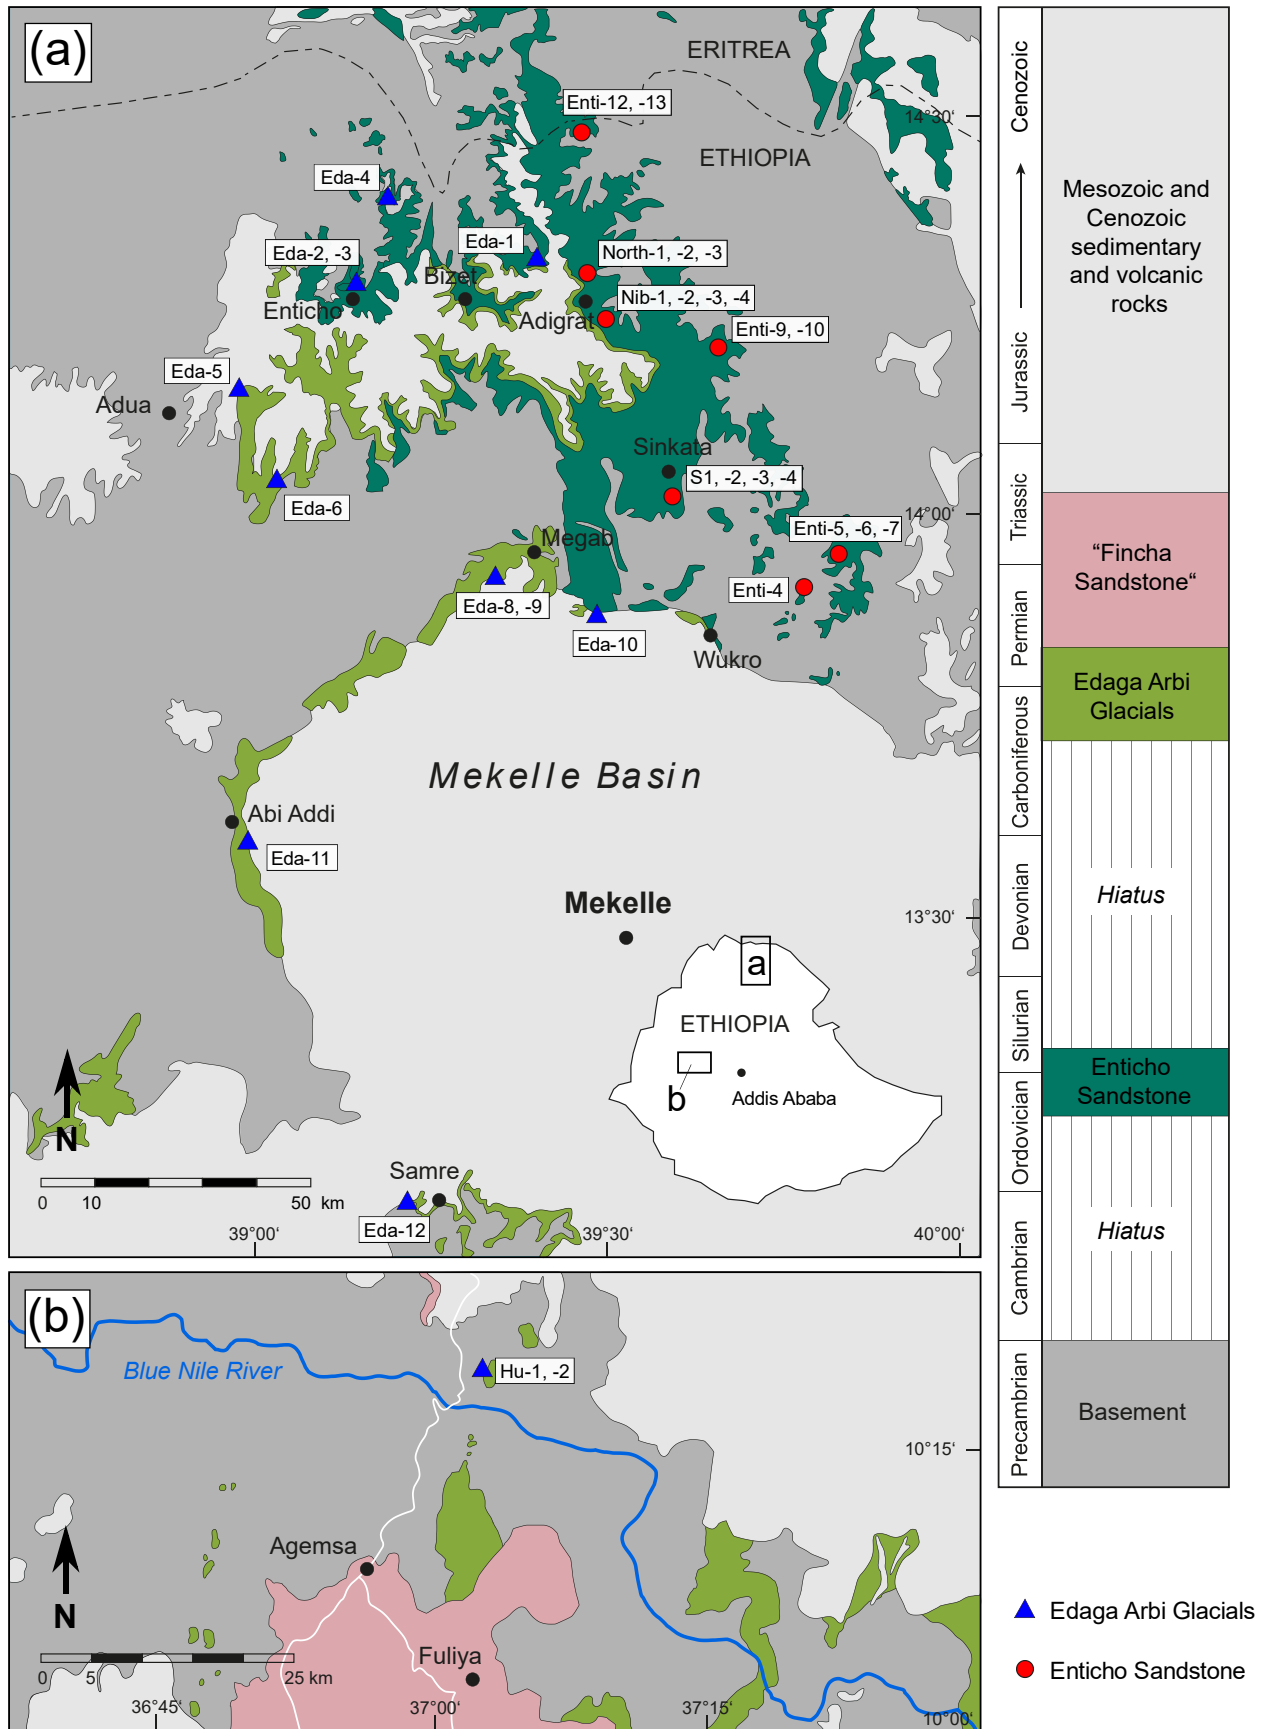 (a)
ERITREA
Enti-12, -13
14°30‘
ETHIOPIA
Eda-4
Eda-1
Eda-2, -3
North-1, -2, -3
Bizet
Enticho
Nib-1, -2, -3, -4
Adigrat
Enti-9, -10
Eda-5
Adua
Sinkata
S1, -2, -3, -4
Eda-6
14°00‘
Enti-5, -6, -7
Megab
Enti-4
Eda-8, -9
Eda-10
Wukro
Mekelle Basin
Abi Addi
Eda-11
Mekelle
13°30‘
a
ETHIOPIA
b
Addis Ababa
N
Samre
0 10 50 km
Eda-12
39°00‘
39°30‘
40°00‘
(b)
Blue Nile River
Hu-1, -2
10°15‘
Agemsa
N
Fuliya
0 5 25 km
36°45‘
37°00‘
37°15‘
10°00‘
Cenozoic
Jurassic
Triassic
Permian
Carboniferous
Devonian
Silurian
Ordovician
Cambrian
Precambrian
Mesozoic and
Cenozoic
sedimentary
and volcanic
rocks
“Fincha
Sandstone“
Edaga Arbi
Glacials
Hiatus
Enticho
Sandstone
Hiatus
Basement
Edaga Arbi Glacials
Enticho Sandstone